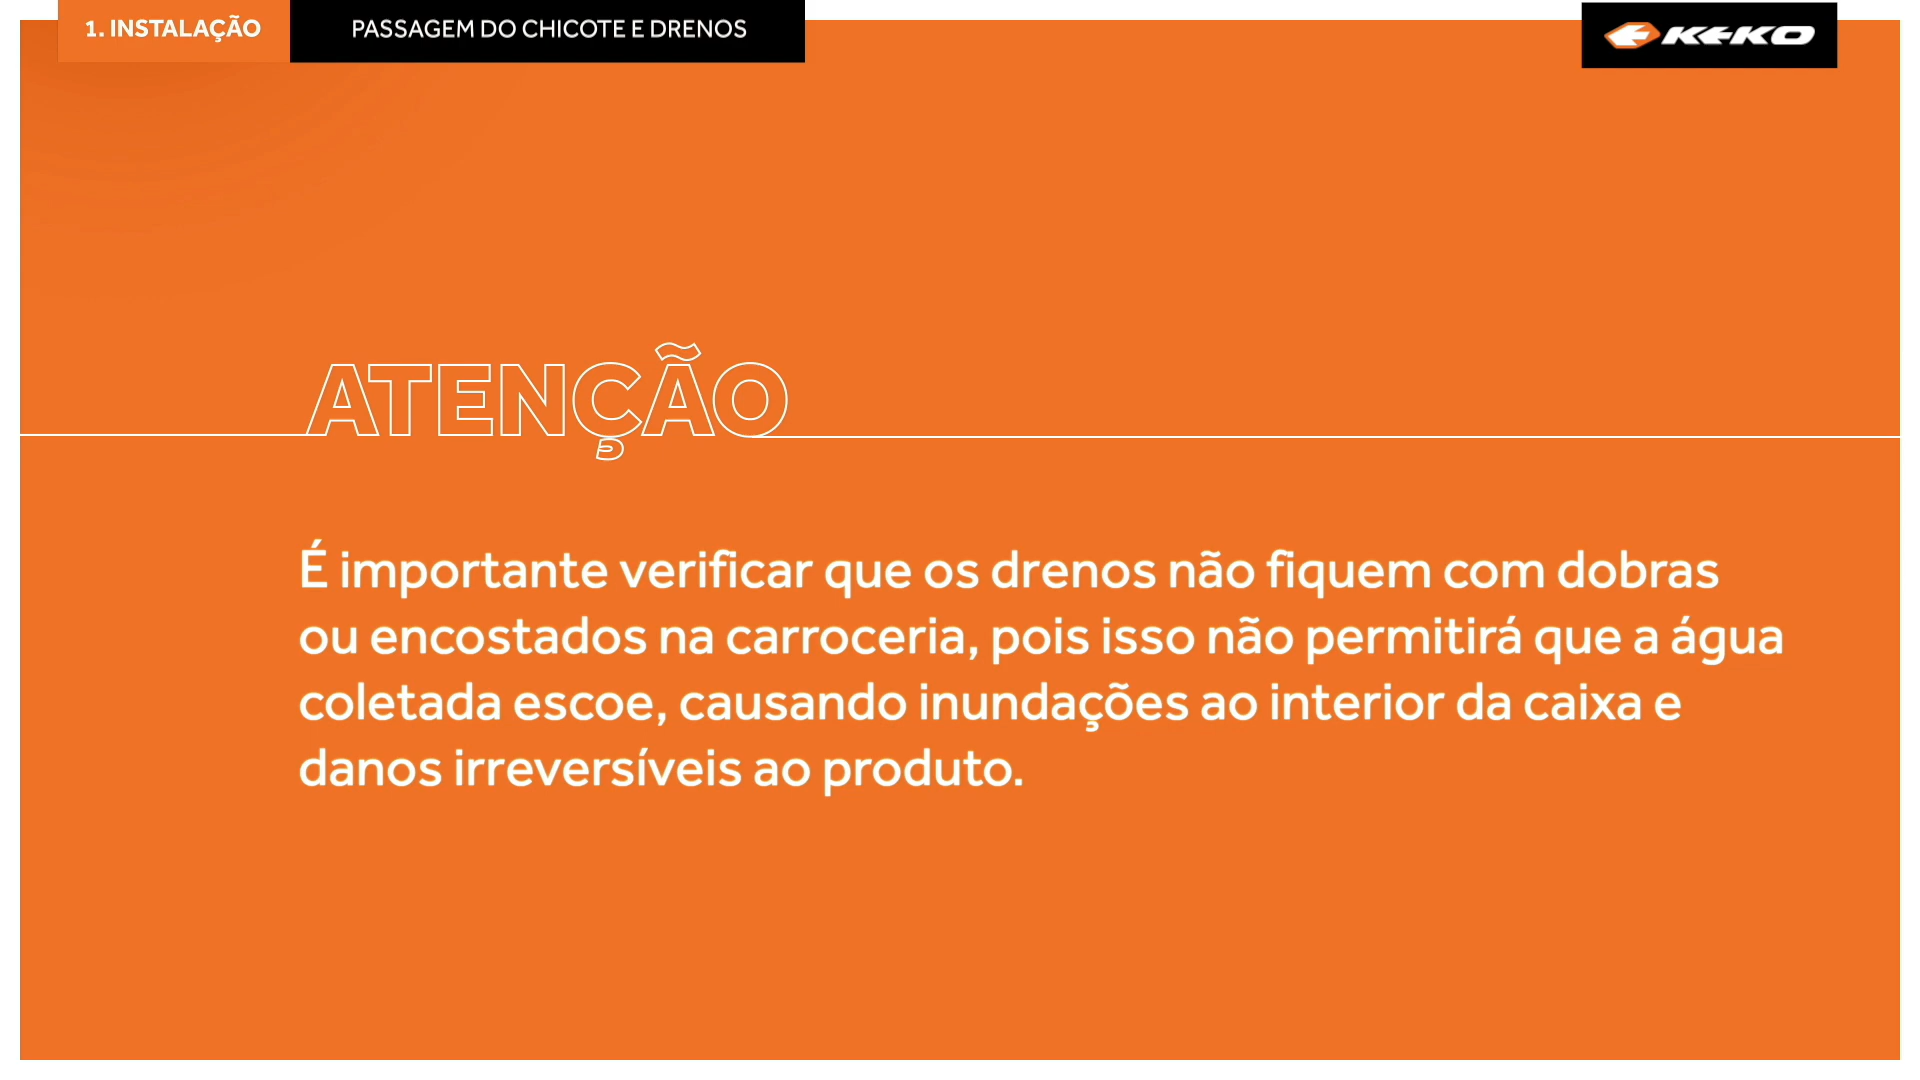 1. INSTALAÇÃO
PASSAGEM DO CHICOTE E DRENOS
KEKO
ATENÇÃO
É importante verificar que os drenos não fiquem com dobras
ou encostados na carroceria, pois isso não permitirá que a água
coletada escoe, causando inundações ao interior da caixa e
danos irreversíveis ao produto.